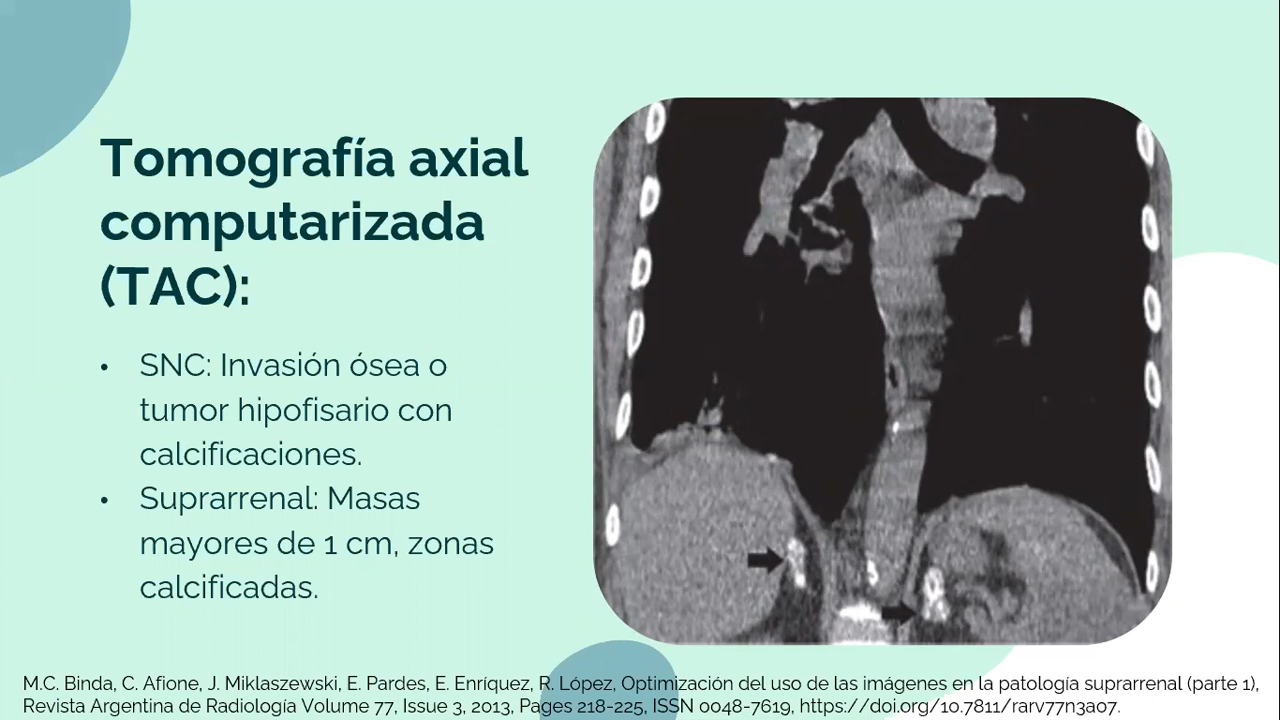 Tomografía axial
computarizada
(TAC):
• SNC: Invasión ósea o
tumor hipofisario con
calcificaciones.
• Suprarrenal: Masas
mayores de 1 cm, zonas
calcificadas.
M.C. Binda, C. Afione, J. Miklaszewski, E. Pardes, E. Enríquez, R. López, Optimización del uso de las imágenes en la patología suprarrenal (parte 1),
Revista Argentina de Radiología Volume 77, Issue 3, 2013, Pages 218-225, ISSN 0048-7619, https://doi.org/10.7811/rarv77n3a07.